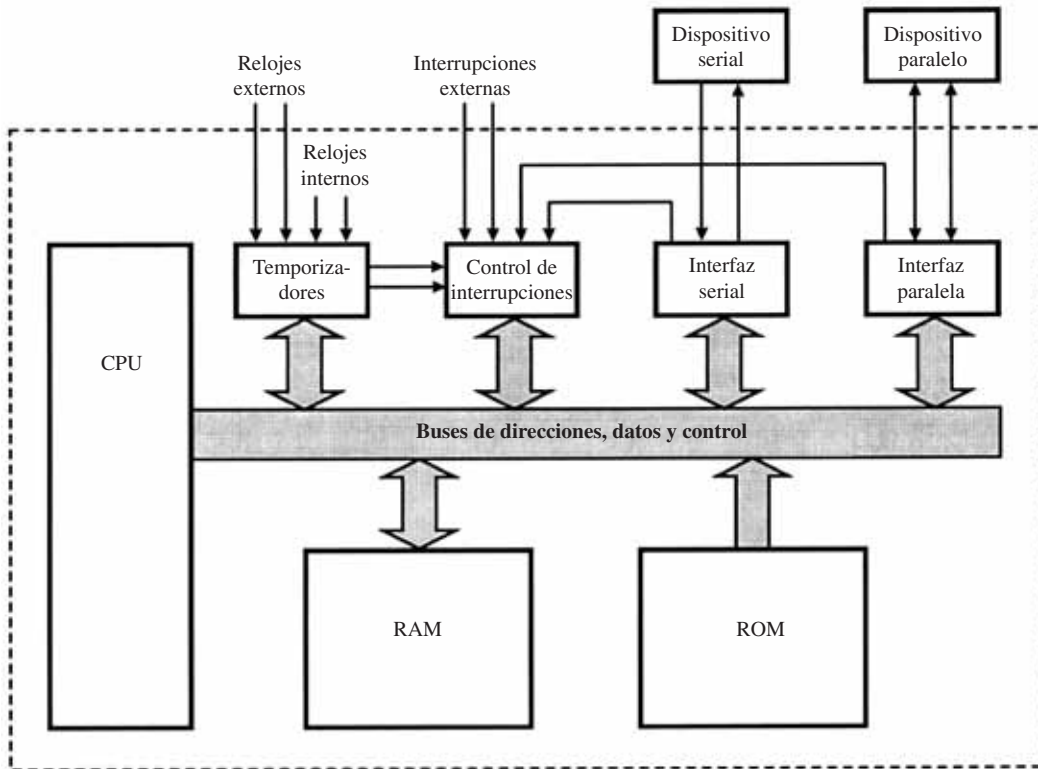 Dispositivo
serial
Dispositivo
paralelo
Relojes
externos
Interrupciones
externas
Relojes
internos
Temporiza-
dores
Control de
interrupciones
Interfaz
serial
Interfaz
paralela
CPU
Buses de direcciones, datos y control
RAM
ROM